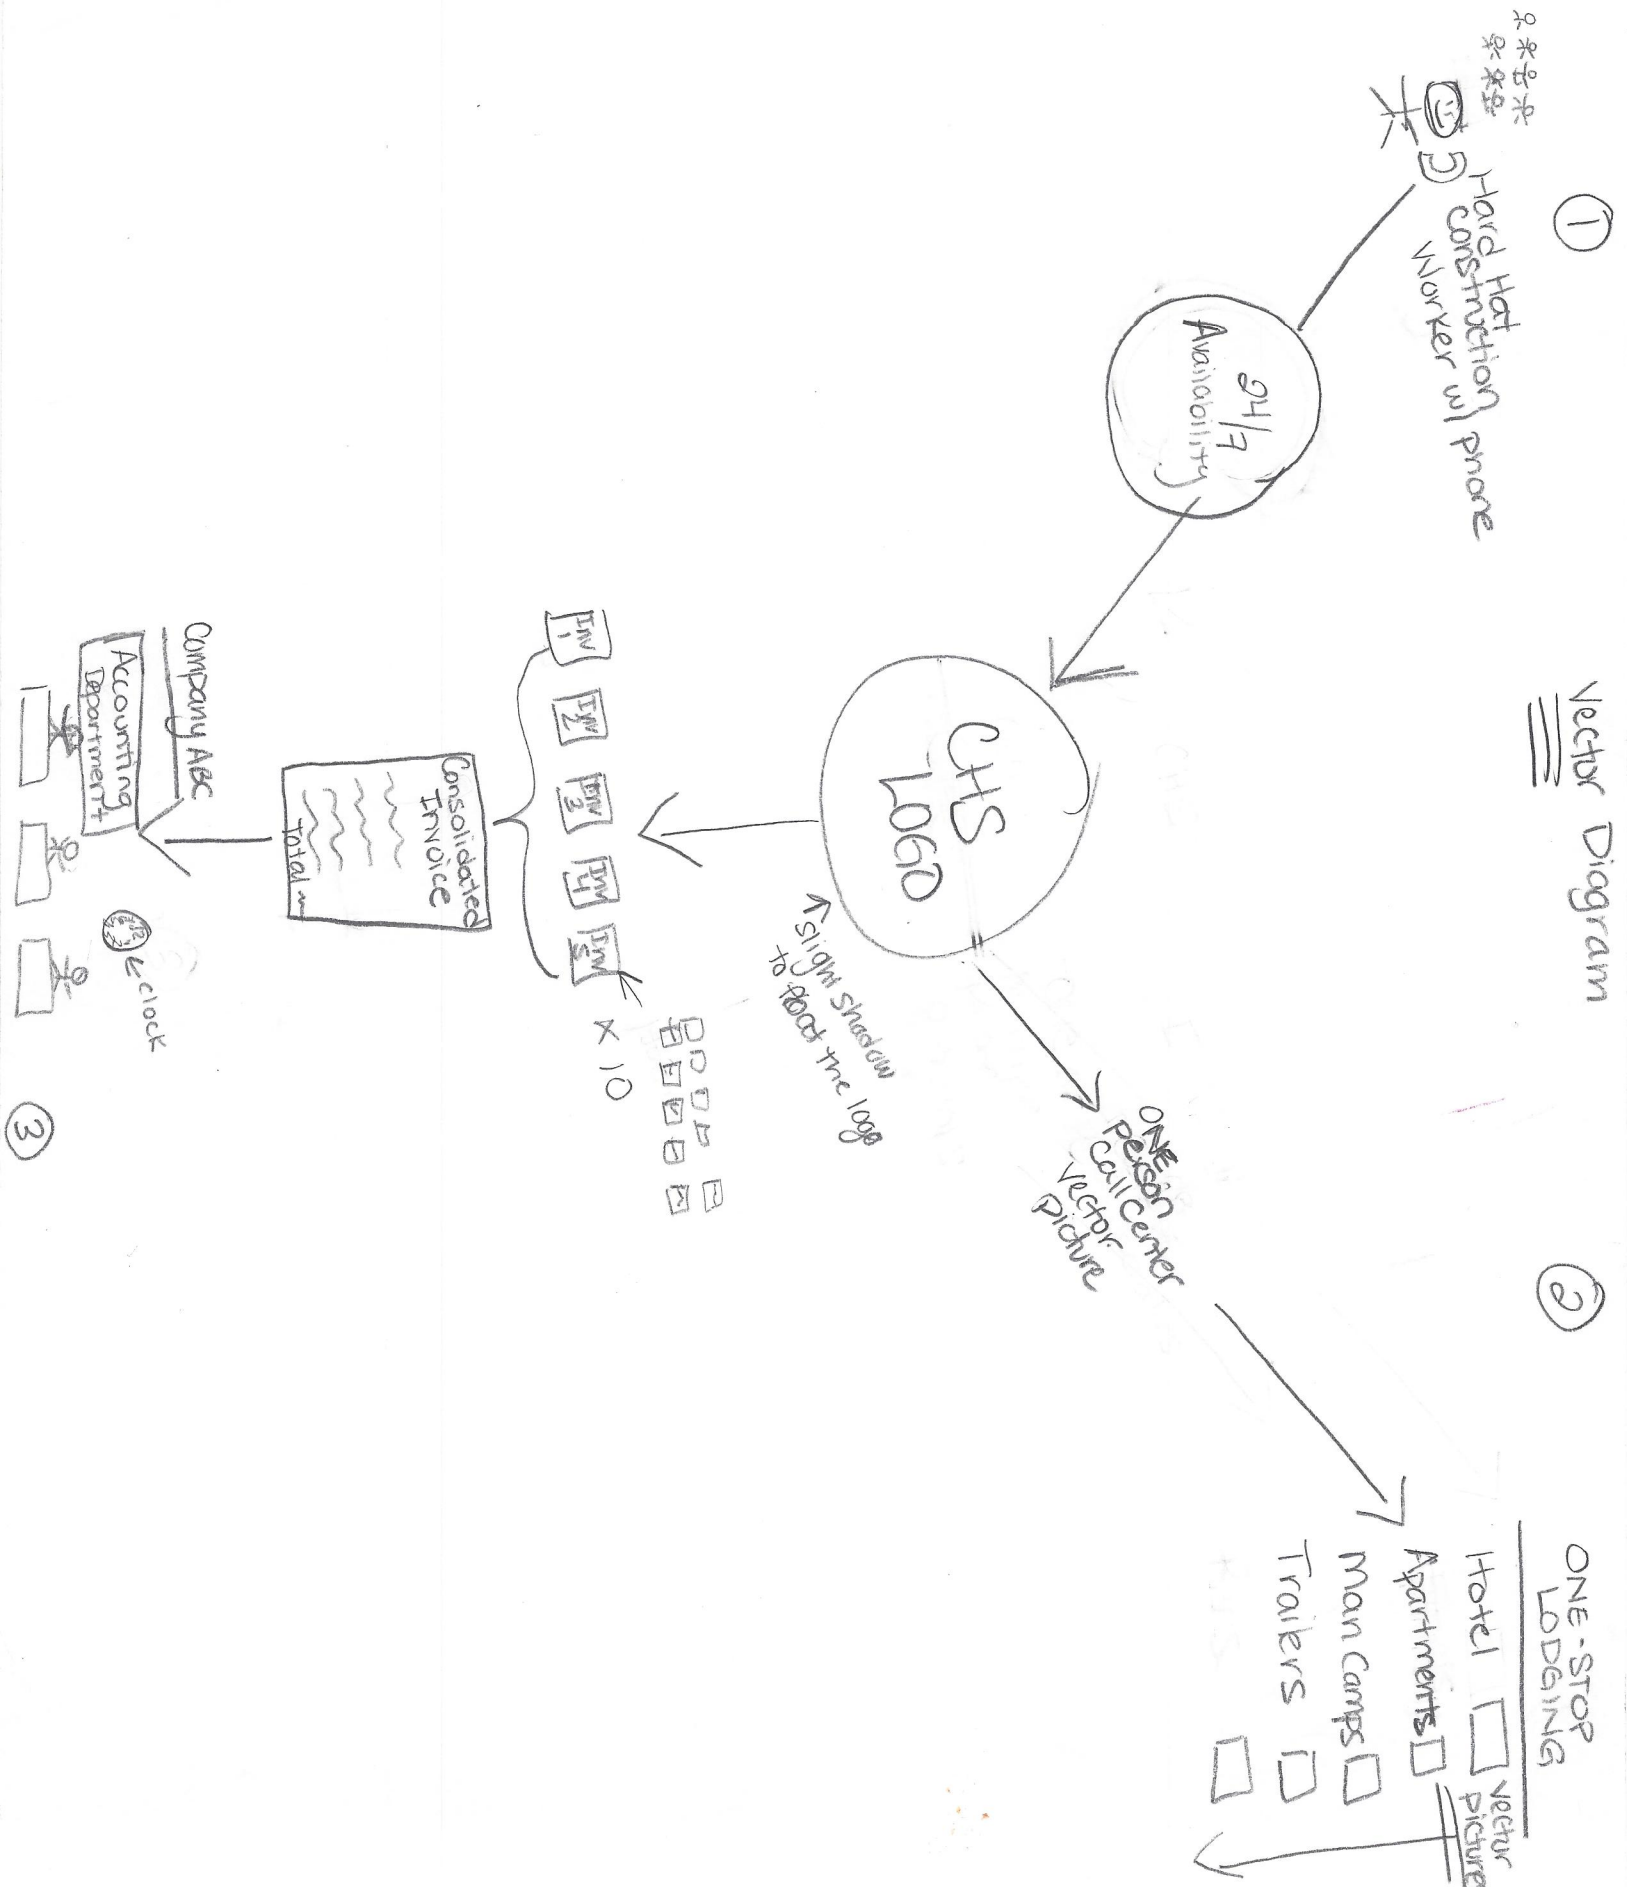 Vector Diagram
①
Hard Hat
construction
Worker w/ phone
24/7
Availability
CHS
LOGO
slight shadow
to float the logo
②
ONE
person
call center
vector
picture
ONE-STOP
LODGING
Hotel
vector
picture
Apartments
Man Camps
Trailers
Inv
1
Inv
2
Inv
3
Inv
4
Inv
5
X 10
Consolidated
Invoice
Total
Company ABC
Accounting
Department
clock
③